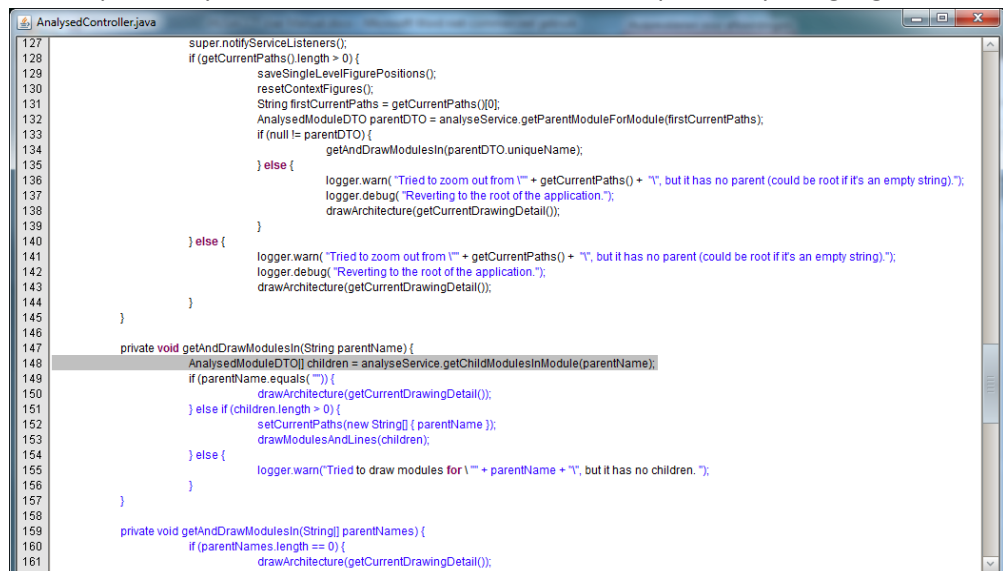 AnalysedController.java
127 super.notifyServiceListeners();
128 if (getCurrentPaths().length > 0) {
129 saveSingleLevelFigurePositions();
130 resetContextFigures();
131 String firstCurrentPaths = getCurrentPaths()[0];
132 AnalysedModuleDTO parentDTO = analyseService.getParentModuleForModule(firstCurrentPaths);
133 if (null != parentDTO) {
134 getAndDrawModulesIn(parentDTO.uniqueName);
135 } else {
136 logger.warn( "Tried to zoom out from \"" + getCurrentPaths() + "\", but it has no parent (could be root if it's an empty string).");
137 logger.debug( "Reverting to the root of the application.");
138 drawArchitecture(getCurrentDrawingDetail());
139 }
140 } else {
141 logger.warn( "Tried to zoom out from \"" + getCurrentPaths() + "\", but it has no parent (could be root if it's an empty string).");
142 logger.debug( "Reverting to the root of the application.");
143 drawArchitecture(getCurrentDrawingDetail());
144 }
145 }
146
147 private void getAndDrawModulesIn(String parentName) {
148 AnalysedModuleDTO[] children = analyseService.getChildModulesInModule(parentName);
149 if (parentName.equals( "")) {
150 drawArchitecture(getCurrentDrawingDetail());
151 } else if (children.length > 0) {
152 setCurrentPaths(new String[] { parentName });
153 drawModulesAndLines(children);
154 } else {
155 logger.warn("Tried to draw modules for \ "" + parentName + "\", but it has no children. ");
156 }
157 }
158
159 private void getAndDrawModulesIn(String[] parentNames) {
160 if (parentNames.length == 0) {
161 drawArchitecture(getCurrentDrawingDetail());